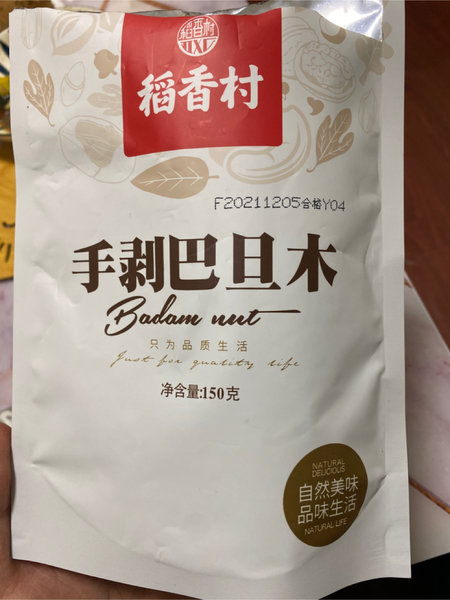 稻香村
DXC
稻香村
F20211205合格Y04
手剥巴旦木
Badam nut
只为品质生活
Just for quality life
净含量:150克
NATURAL
DELICIOUS
自然美味
品味生活
NATURAL LIFE